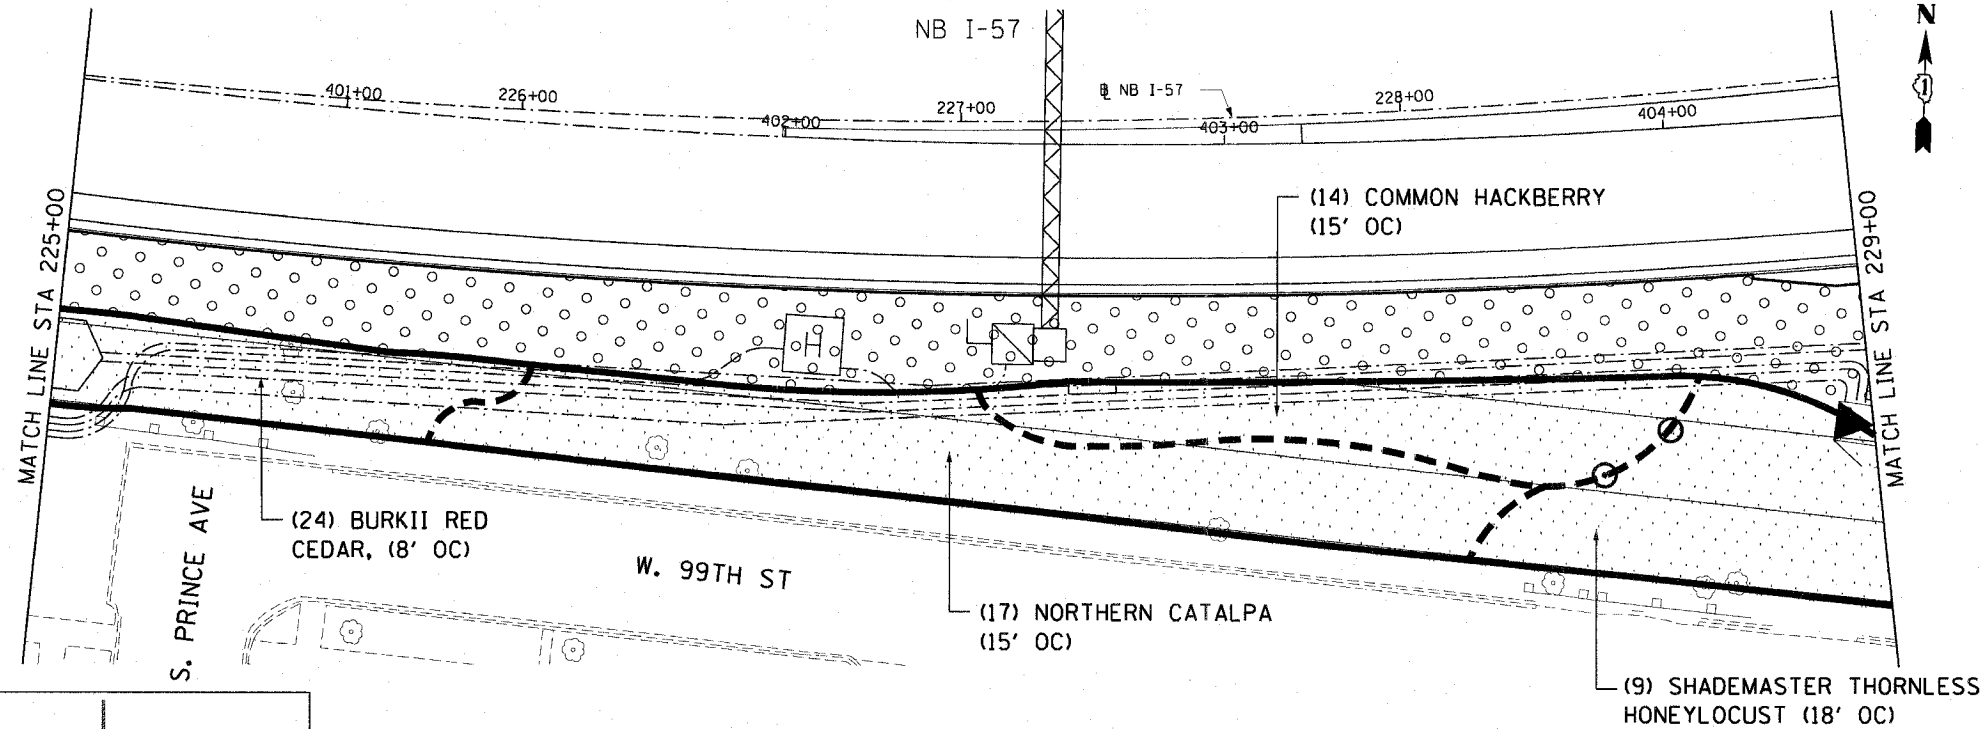 NB I-57
N
401+00
226+00
402+00
227+00
℄ NB I-57
403+00
228+00
404+00
MATCH LINE STA 225+00
MATCH LINE STA 229+00
(14) COMMON HACKBERRY
(15' OC)
H
(24) BURKII RED
CEDAR, (8' OC)
S. PRINCE AVE
W. 99TH ST
(17) NORTHERN CATALPA
(15' OC)
(9) SHADEMASTER THORNLESS
HONEYLOCUST (18' OC)